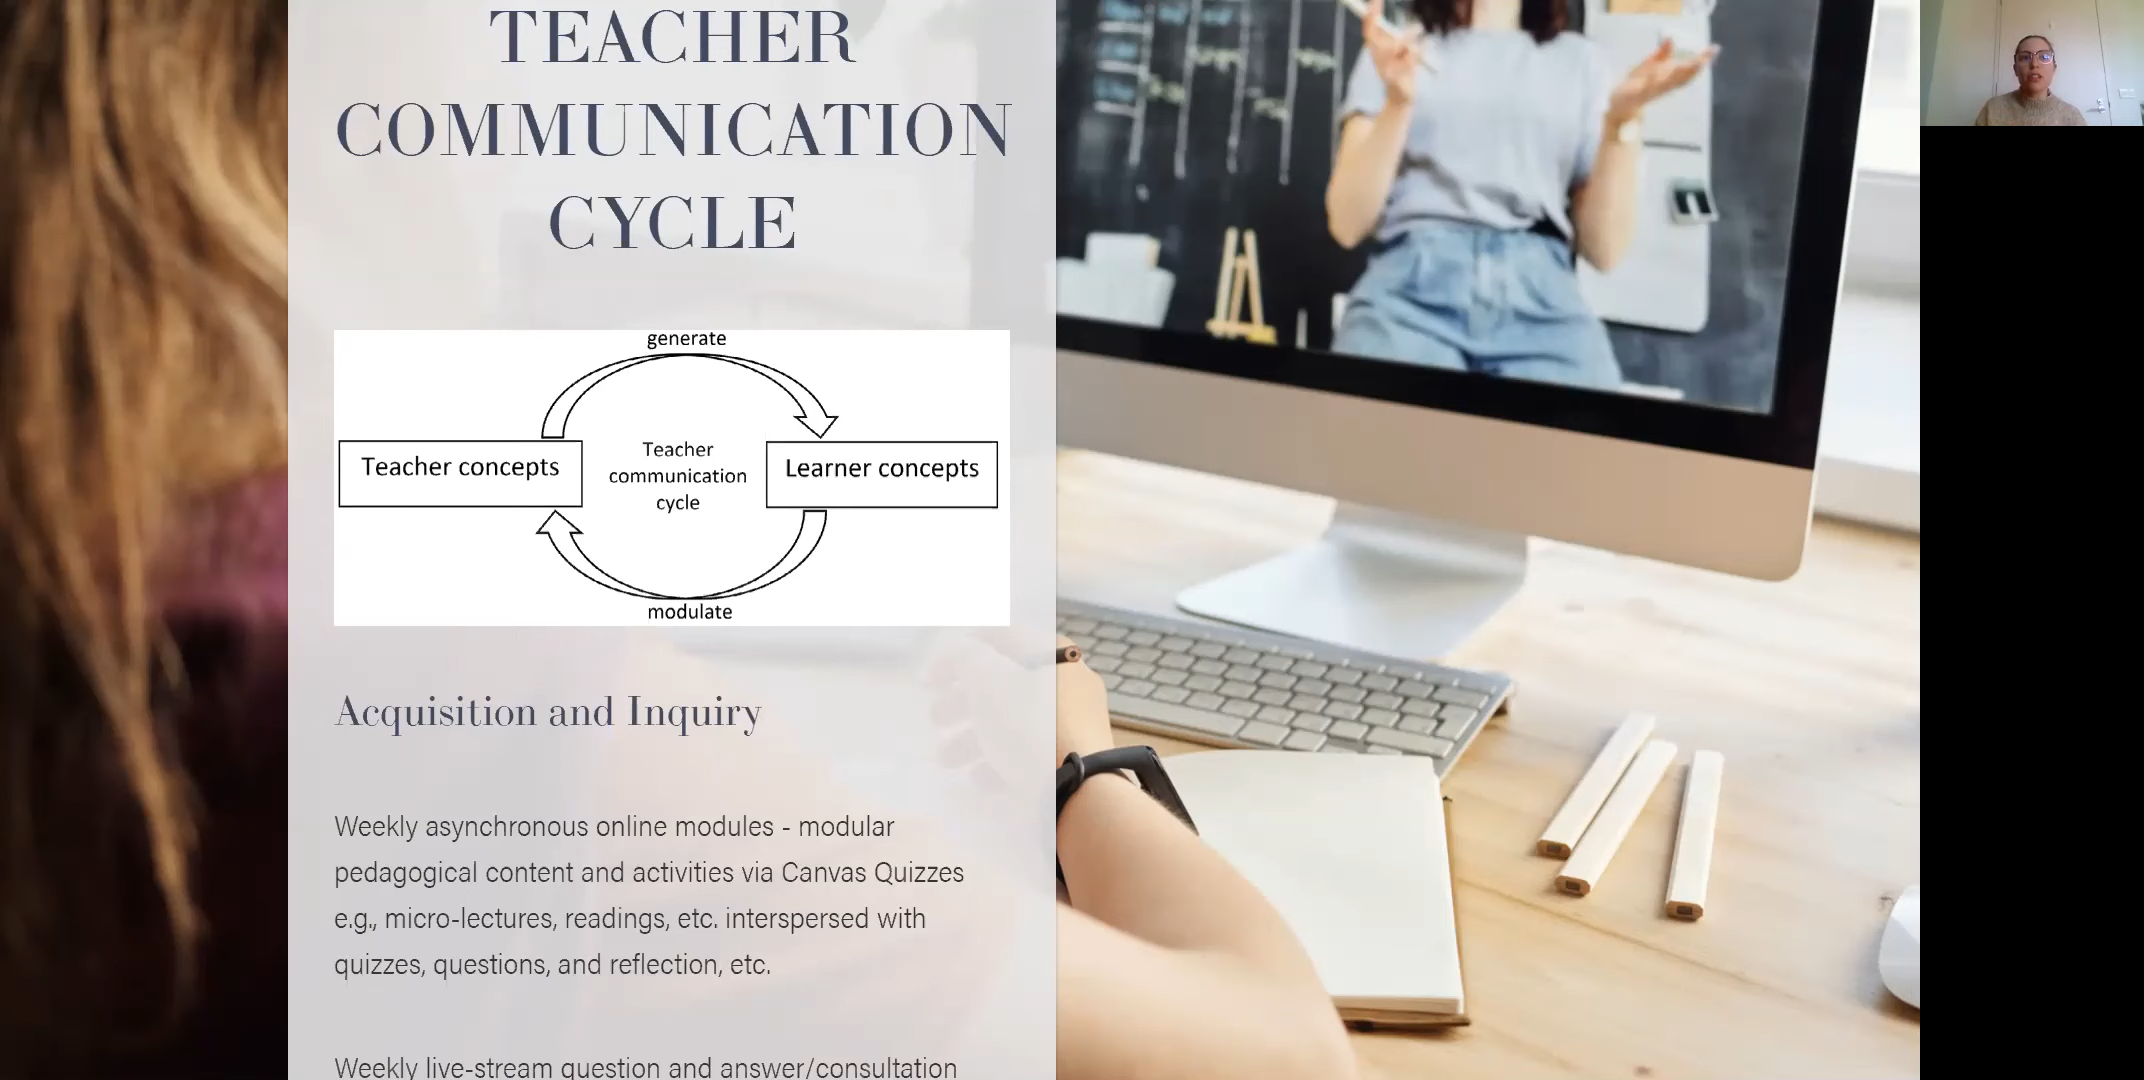 TEACHER
COMMUNICATION
CYCLE
generate
Teacher concepts
Teacher
communication
cycle
Learner concepts
modulate
Acquisition and Inquiry
Weekly asynchronous online modules - modular
pedagogical content and activities via Canvas Quizzes
e.g., micro-lectures, readings, etc. interspersed with
quizzes, questions, and reflection, etc.
Weekly live-stream question and answer/consultation